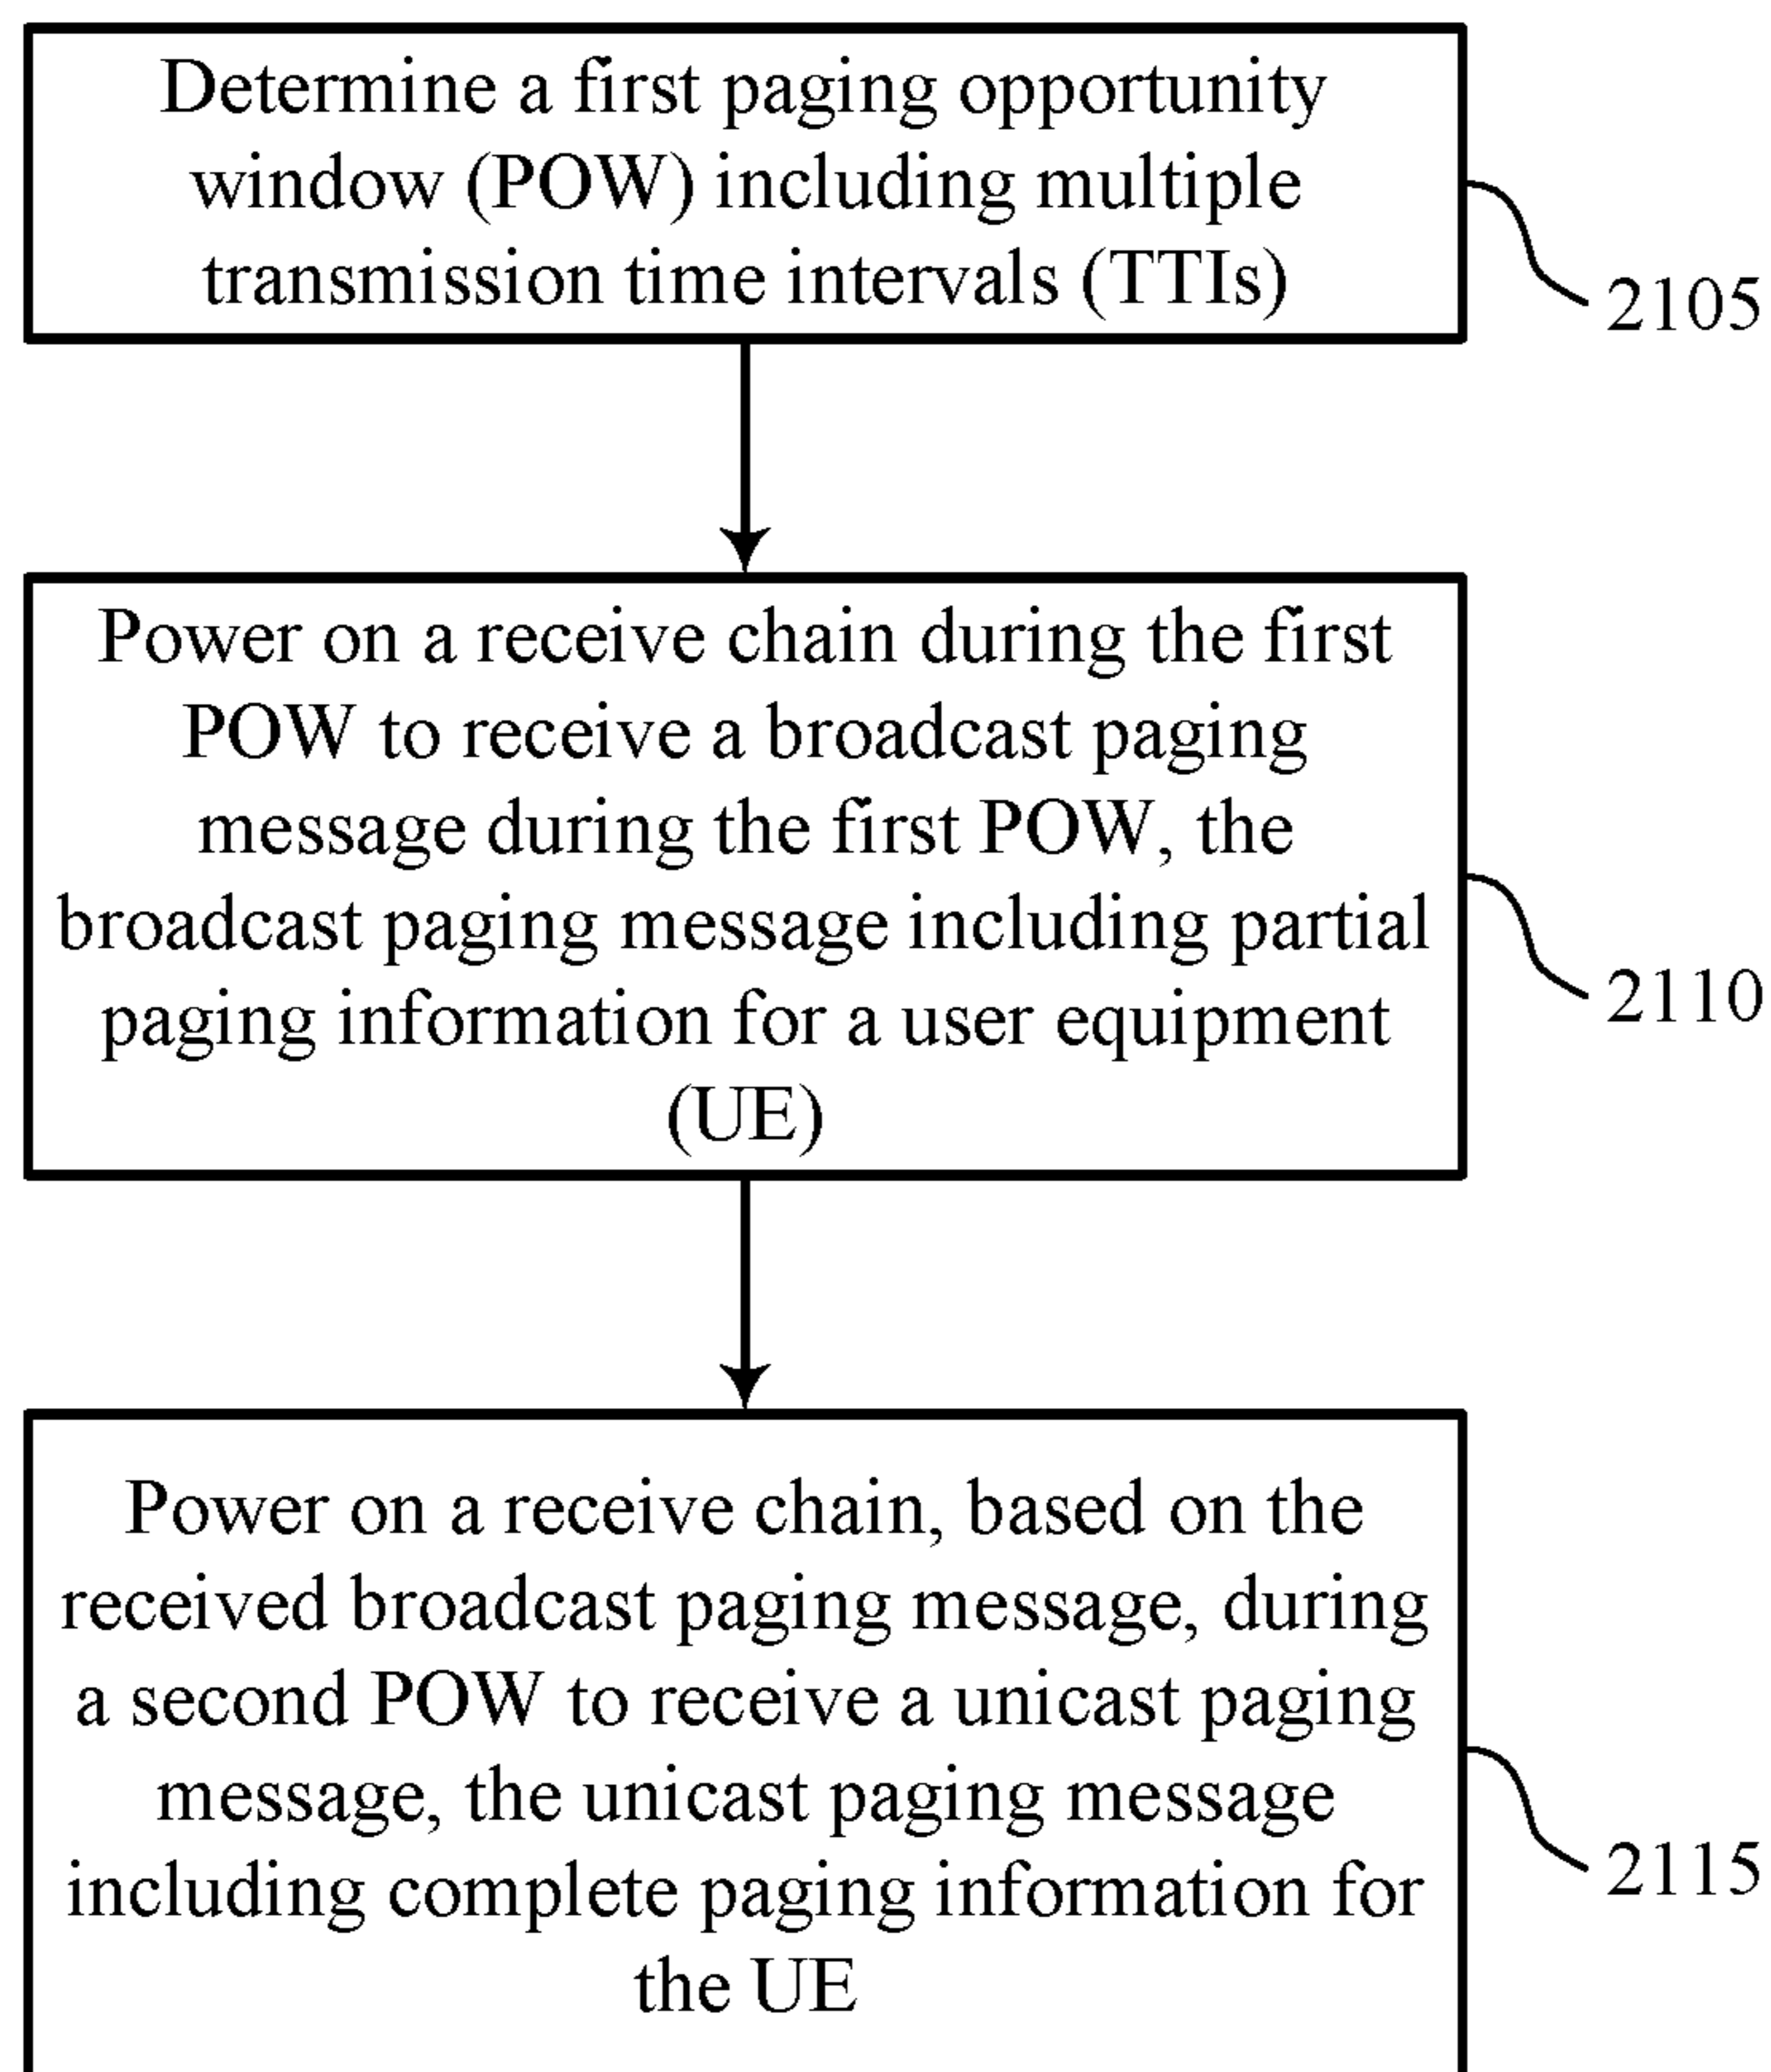 Determine a first paging opportunity
window (POW) including multiple
transmission time intervals (TTIs)
2105
Power on a receive chain during the first
POW to receive a broadcast paging
message during the first POW, the
broadcast paging message including partial
paging information for a user equipment
(UE)
2110
Power on a receive chain, based on the
received broadcast paging message, during
a second POW to receive a unicast paging
message, the unicast paging message
including complete paging information for
the UE
2115